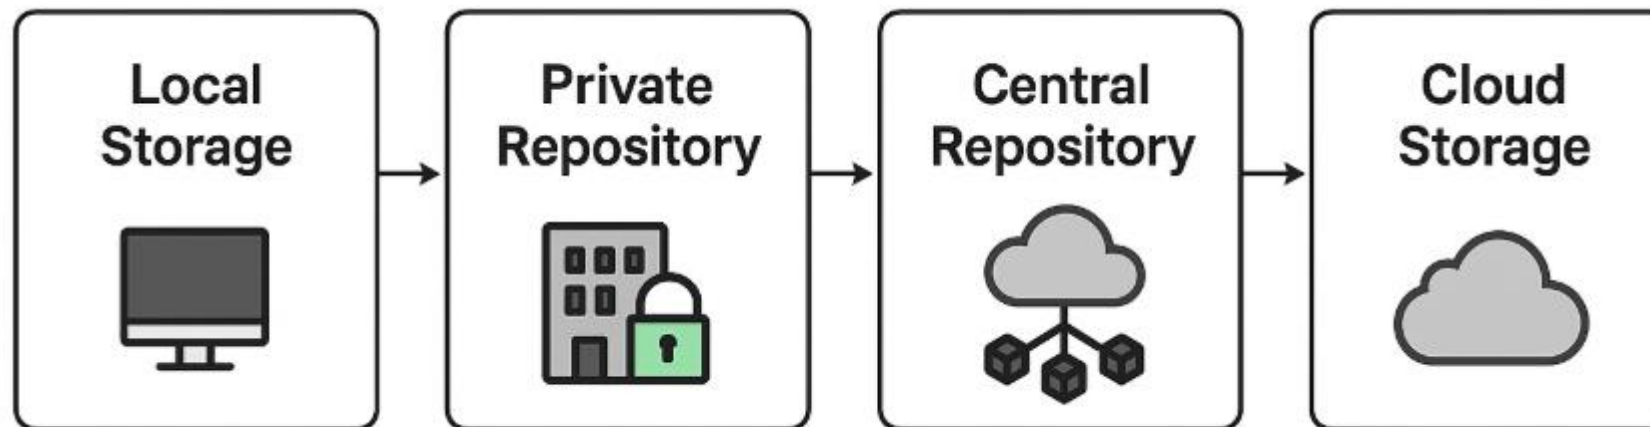 Local
Storage
Private
Repository
Central
Repository
Cloud
Storage